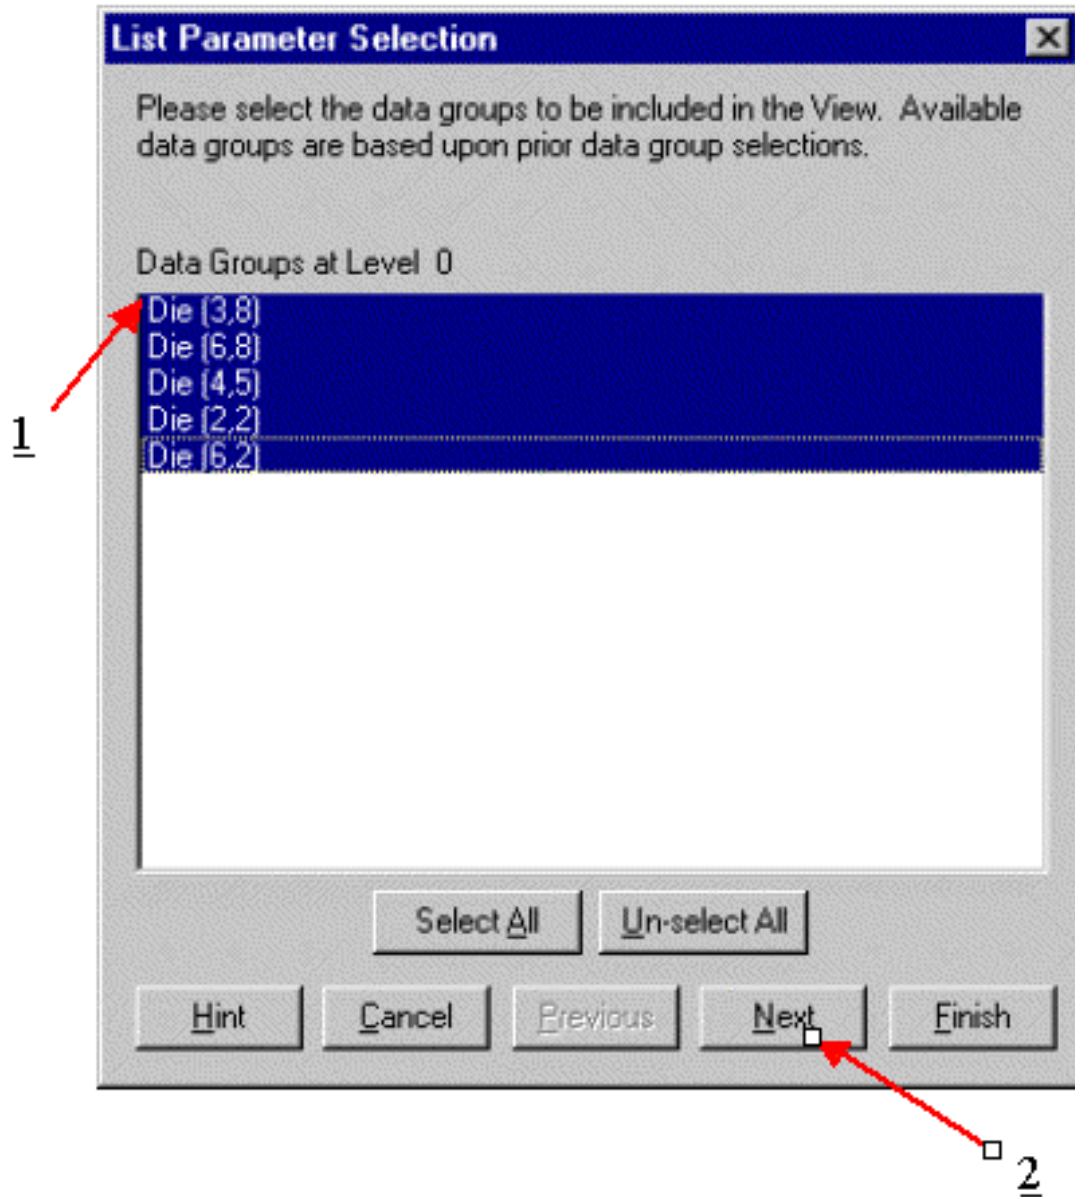 List Parameter Selection
Please select the data groups to be included in the View. Available
data groups are based upon prior data group selections.
Data Groups at Level 0
Die (3,8)
Die (6,8)
Die (4,5)
Die (2,2)
Die (6,2)
1
Select All
Un-select All
Hint
Cancel
Previous
Next
Finish
2